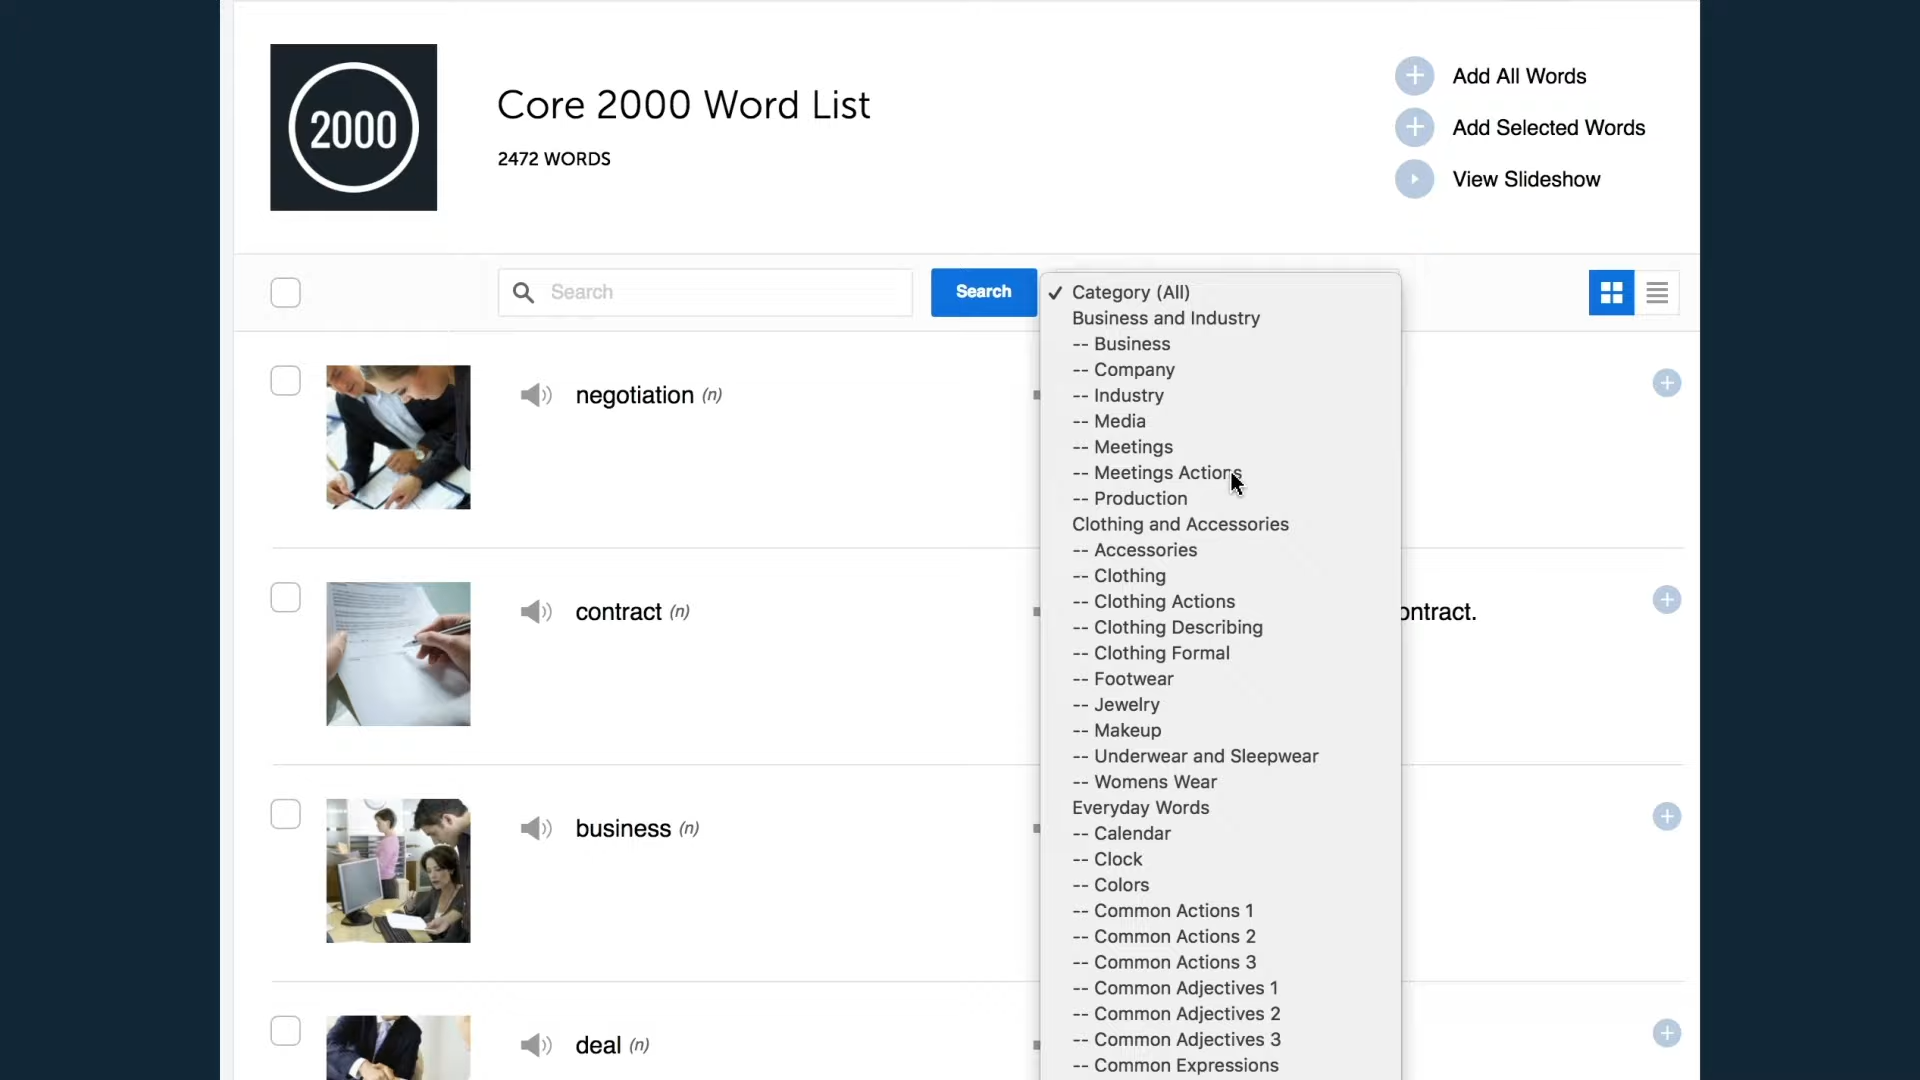 2000
Core 2000 Word List
2472 WORDS
Add All Words
Add Selected Words
View Slideshow
Search
Search
✓ Category (All)
Business and Industry
-- Business
-- Company
-- Industry
-- Media
-- Meetings
-- Meetings Actions
-- Production
Clothing and Accessories
-- Accessories
-- Clothing
-- Clothing Actions
-- Clothing Describing
-- Clothing Formal
-- Footwear
-- Jewelry
-- Makeup
-- Underwear and Sleepwear
-- Womens Wear
Everyday Words
-- Calendar
-- Clock
-- Colors
-- Common Actions 1
-- Common Actions 2
-- Common Actions 3
-- Common Adjectives 1
-- Common Adjectives 2
-- Common Adjectives 3
-- Common Expressions
negotiation (n)
contract (n)
ontract.
business (n)
deal (n)